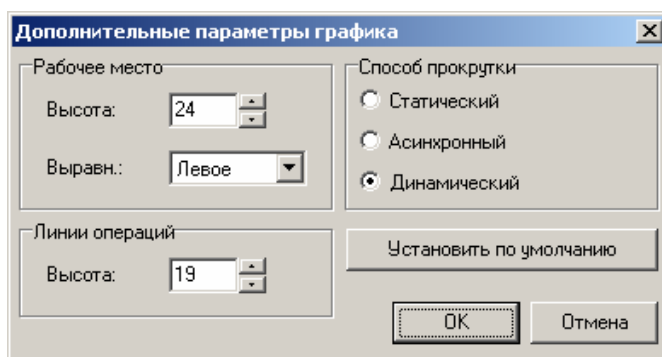 Дополнительные параметры графика
Рабочее место
Высота: 24
Выравн.: Левое
Линии операций
Высота: 19
Способ прокрутки
Статический
Асинхронный
Динамический
Установить по умолчанию
OK Отмена